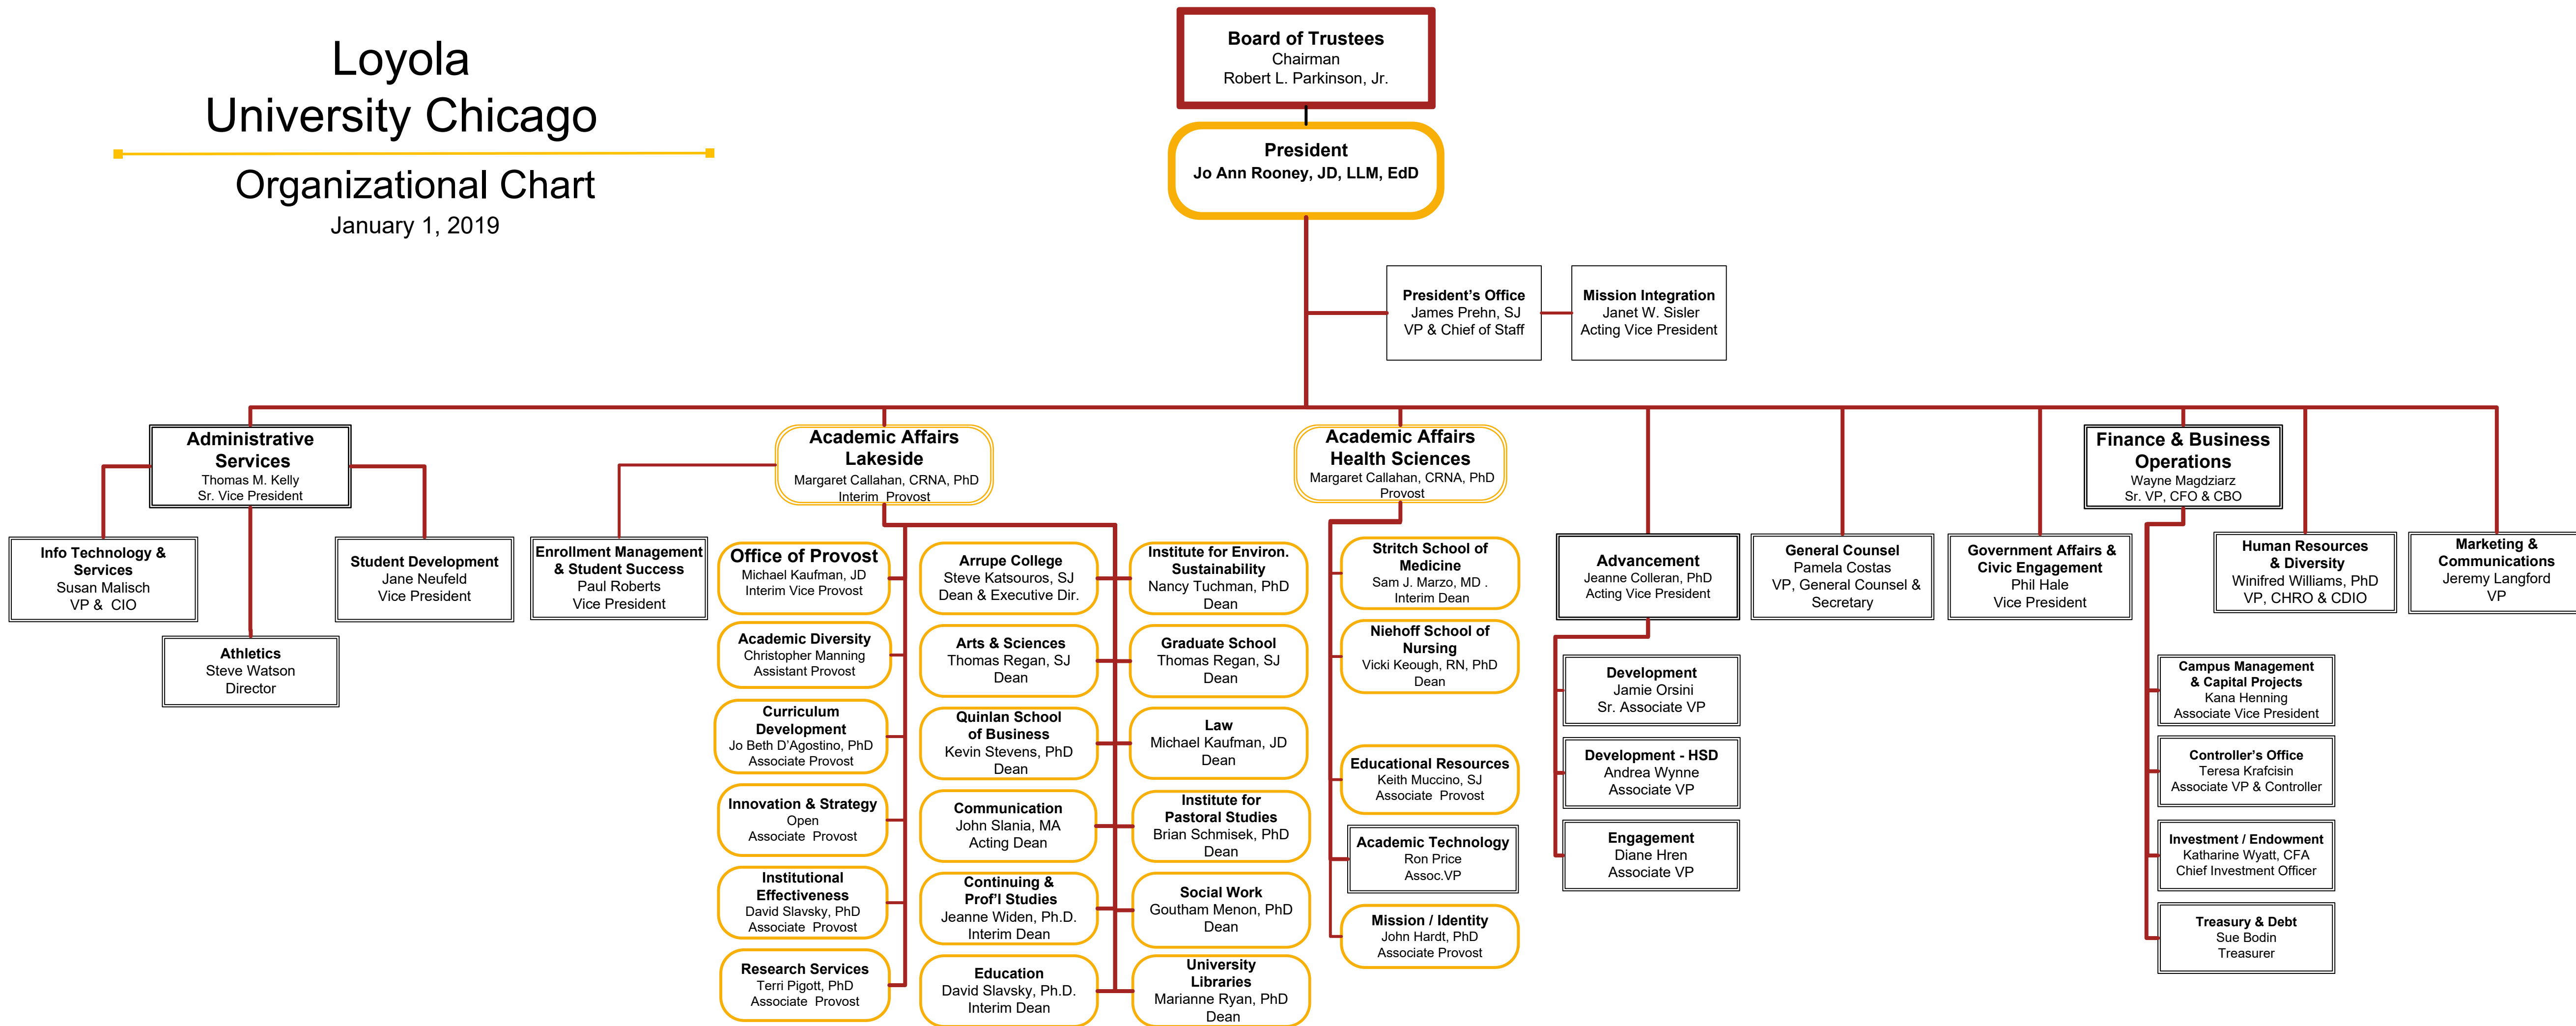 Loyola
University Chicago
Organizational Chart
January 1, 2019
Board of Trustees
Chairman
Robert L. Parkinson, Jr.
President
Jo Ann Rooney, JD, LLM, EdD
President’s Office
James Prehn, SJ
VP & Chief of Staff
Mission Integration
Janet W. Sisler
Acting Vice President
Administrative
Services
Thomas M. Kelly
Sr. Vice President
Info Technology &
Services
Susan Malisch
VP & CIO
Athletics
Steve Watson
Director
Student Development
Jane Neufeld
Vice President
Academic Affairs
Lakeside
Margaret Callahan, CRNA, PhD
Interim Provost
Enrollment Management
& Student Success
Paul Roberts
Vice President
Office of Provost
Michael Kaufman, JD
Interim Vice Provost
Academic Diversity
Christopher Manning
Assistant Provost
Curriculum
Development
Jo Beth D’Agostino, PhD
Associate Provost
Innovation & Strategy
Open
Associate Provost
Institutional
Effectiveness
David Slavsky, PhD
Associate Provost
Research Services
Terri Pigott, PhD
Associate Provost
Arrupe College
Steve Katsouros, SJ
Dean & Executive Dir.
Arts & Sciences
Thomas Regan, SJ
Dean
Quinlan School
of Business
Kevin Stevens, PhD
Dean
Communication
John Slania, MA
Acting Dean
Continuing &
Prof’l Studies
Jeanne Widen, Ph.D.
Interim Dean
Education
David Slavsky, Ph.D.
Interim Dean
Institute for Environ.
Sustainability
Nancy Tuchman, PhD
Dean
Graduate School
Thomas Regan, SJ
Dean
Law
Michael Kaufman, JD
Dean
Institute for
Pastoral Studies
Brian Schmisek, PhD
Dean
Social Work
Goutham Menon, PhD
Dean
University
Libraries
Marianne Ryan, PhD
Dean
Academic Affairs
Health Sciences
Margaret Callahan, CRNA, PhD
Provost
Stritch School of
Medicine
Sam J. Marzo, MD .
Interim Dean
Niehoff School of
Nursing
Vicki Keough, RN, PhD
Dean
Educational Resources
Keith Muccino, SJ
Associate Provost
Academic Technology
Ron Price
Assoc.VP
Mission / Identity
John Hardt, PhD
Associate Provost
Advancement
Jeanne Colleran, PhD
Acting Vice President
Development
Jamie Orsini
Sr. Associate VP
Development - HSD
Andrea Wynne
Associate VP
Engagement
Diane Hren
Associate VP
General Counsel
Pamela Costas
VP, General Counsel &
Secretary
Government Affairs &
Civic Engagement
Phil Hale
Vice President
Finance & Business
Operations
Wayne Magdziarz
Sr. VP, CFO & CBO
Campus Management
& Capital Projects
Kana Henning
Associate Vice President
Controller’s Office
Teresa Krafcisin
Associate VP & Controller
Investment / Endowment
Katharine Wyatt, CFA
Chief Investment Officer
Treasury & Debt
Sue Bodin
Treasurer
Human Resources
& Diversity
Winifred Williams, PhD
VP, CHRO & CDIO
Marketing &
Communications
Jeremy Langford
VP